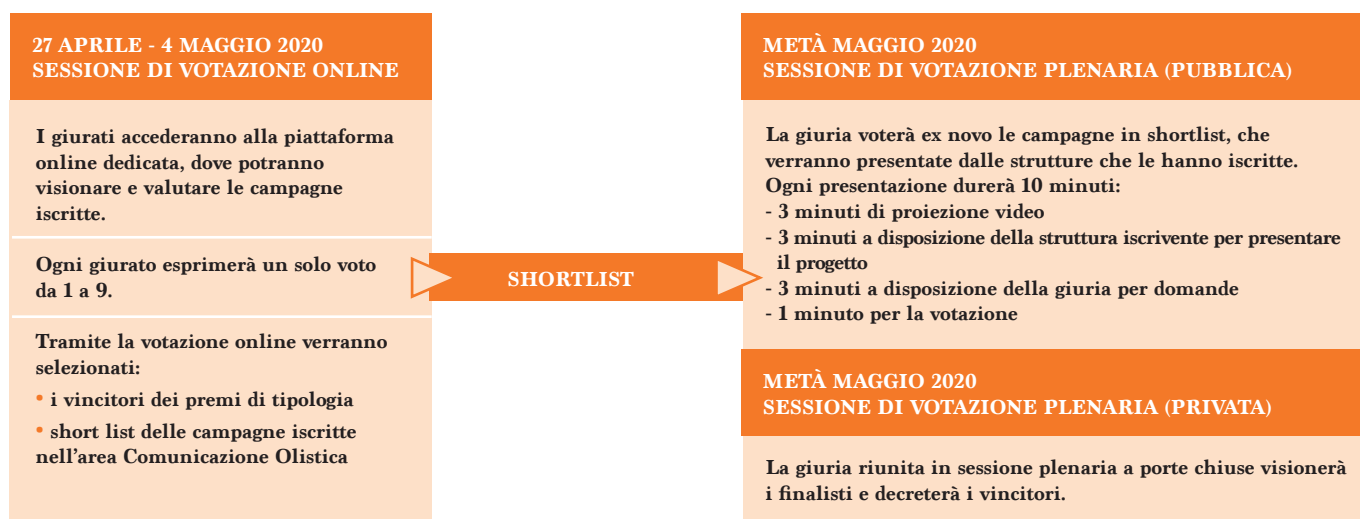 27 APRILE - 4 MAGGIO 2020
SESSIONE DI VOTAZIONE ONLINE
I giurati accederanno alla piattaforma
online dedicata, dove potranno
visionare e valutare le campagne
iscritte.
Ogni giurato esprimerà un solo voto
da 1 a 9.
Tramite la votazione online verranno
selezionati:
• i vincitori dei premi di tipologia
• short list delle campagne iscritte
nell'area Comunicazione Olistica
SHORTLIST
METÀ MAGGIO 2020
SESSIONE DI VOTAZIONE PLENARIA (PUBBLICA)
La giuria voterà ex novo le campagne in shortlist, che
verranno presentate dalle strutture che le hanno iscritte.
Ogni presentazione durerà 10 minuti:
- 3 minuti di proiezione video
- 3 minuti a disposizione della struttura iscrivente per presentare
il progetto
- 3 minuti a disposizione della giuria per domande
- 1 minuto per la votazione
METÀ MAGGIO 2020
SESSIONE DI VOTAZIONE PLENARIA (PRIVATA)
La giuria riunita in sessione plenaria a porte chiuse visionerà
i finalisti e decreterà i vincitori.